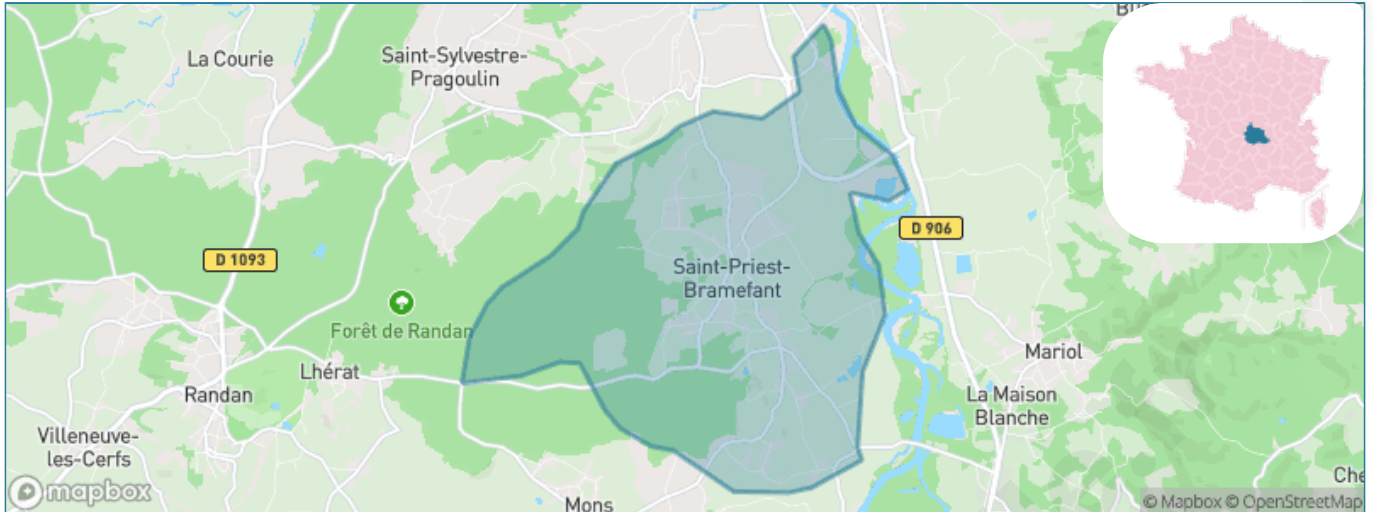 La Courie
Saint-Sylvestre-
Pragoulin
D 1093
D 906
Saint-Priest-
Bramefant
Forêt de Randan
Lhérat
Randan
Mariol
La Maison
Blanche
Villeneuve-
les-Cerfs
Mons
mapbox
© Mapbox © OpenStreetMap